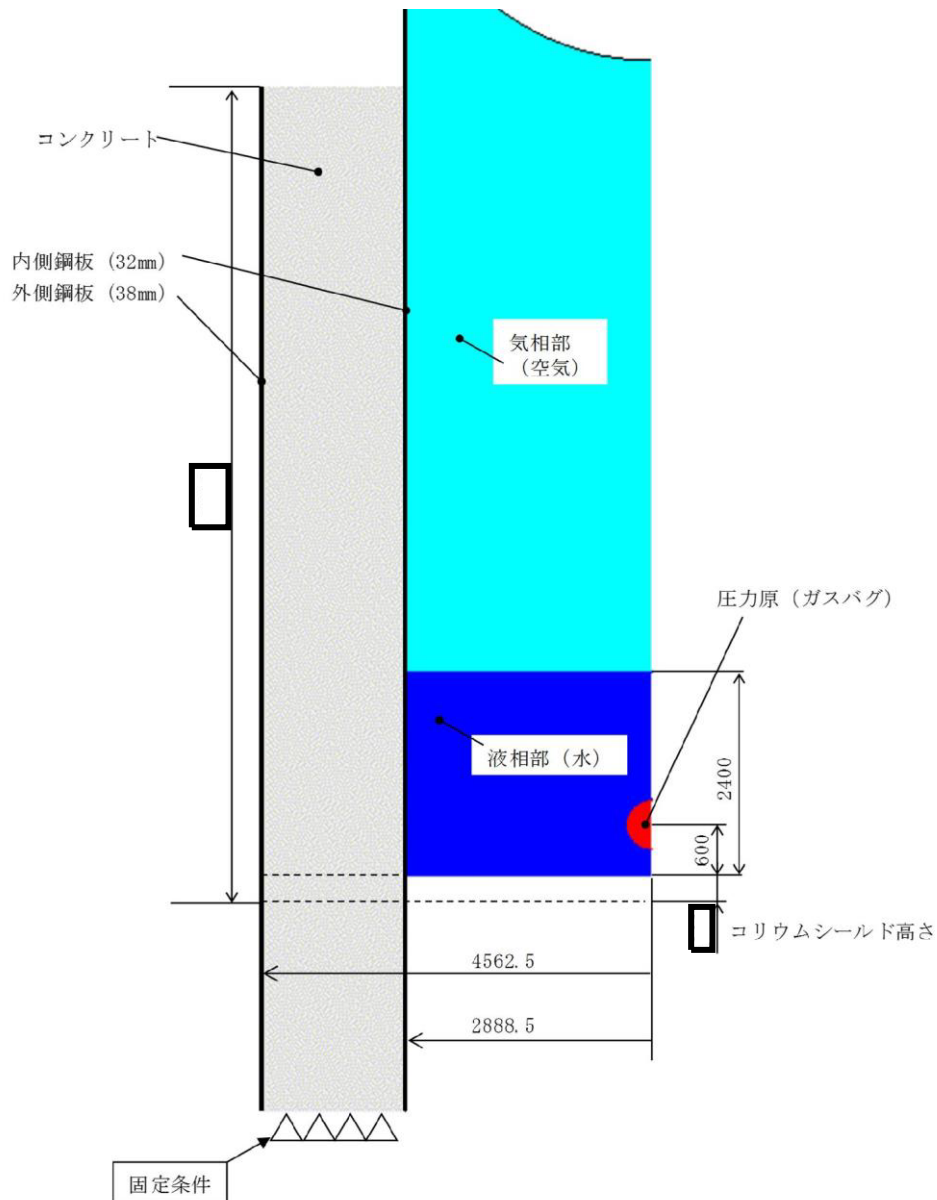 コンクリート
内側鋼板（32mm）
外側鋼板（38mm）
気相部
（空気）
圧力原（ガスバグ）
液相部（水）
2400
600
コリウムシールド高さ
4562.5
2888.5
固定条件